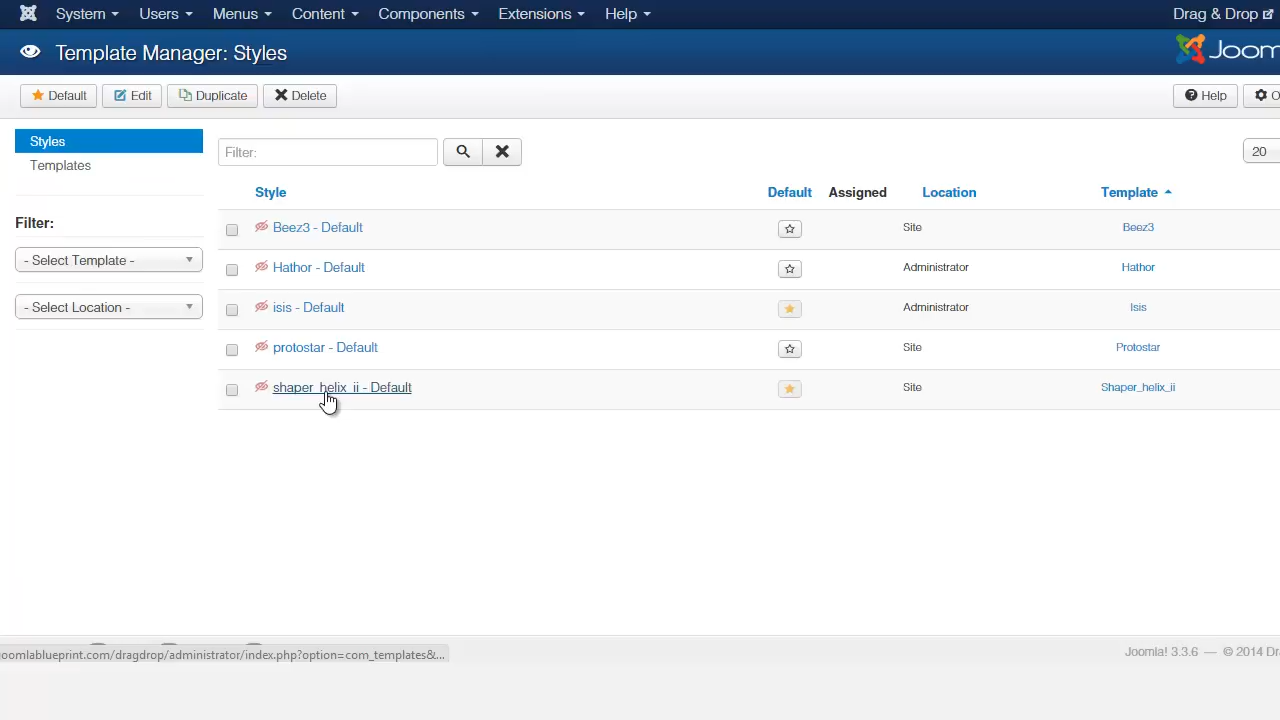 System Users Menus Content Components Extensions Help Drag & Drop
Template Manager: Styles Joom
Default Edit Duplicate Delete Help O
Styles
Templates
Filter:
- Select Template -
- Select Location -
Filter: 20
Style Default Assigned Location Template
Beez3 - Default Site Beez3
Hathor - Default Administrator Hathor
isis - Default Administrator Isis
protostar - Default Site Protostar
shaper_helix_ii - Default Site Shaper_helix_ii
oomlablueprint.com/dragdrop/administrator/index.php?option=com_templates&... Joomla! 3.3.6 — © 2014 Dr